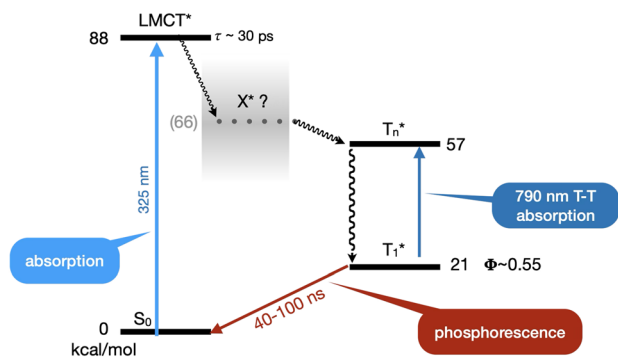 LMCT*
88
τ ~ 30 ps
X* ?
(66)
Tn*
57
325 nm
790 nm T-T
absorption
absorption
T1*
21 Φ~0.55
40-100 ns
S0
0
phosphorescence
kcal/mol